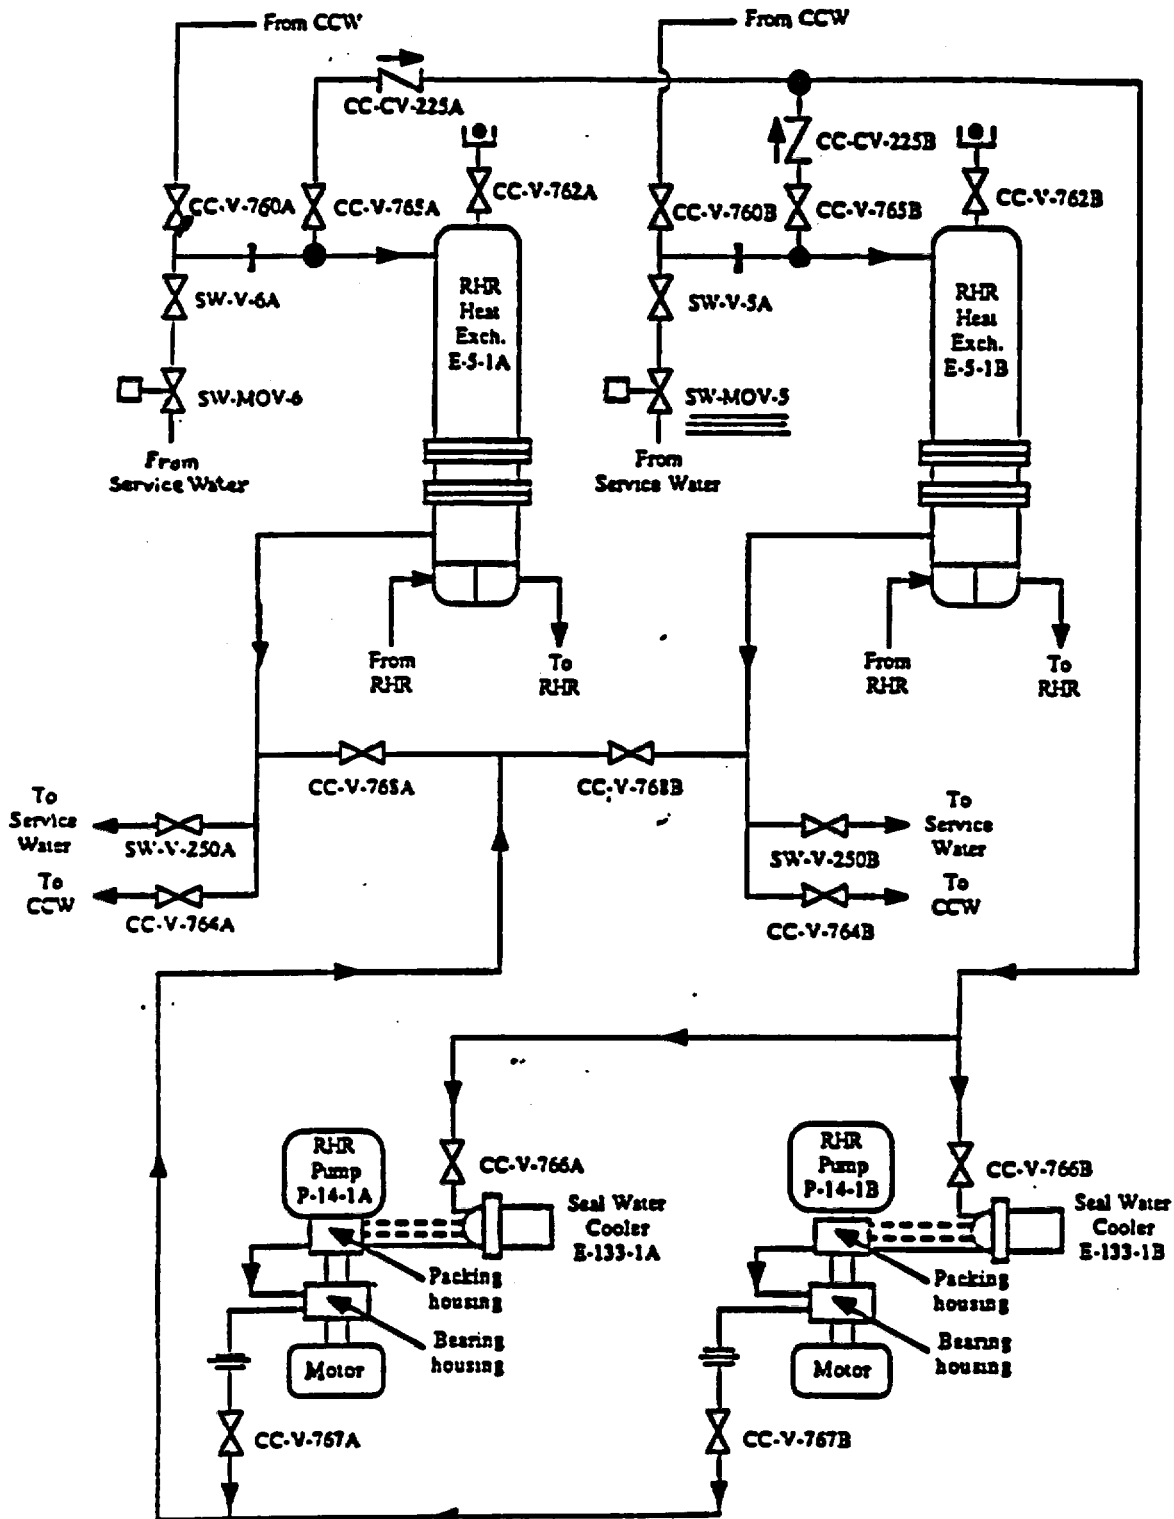 From CCW
From CCW
CC-CV-225A
CC-CV-225B
CC-V-760A
CC-V-765A
CC-V-762A
CC-V-760B
CC-V-765B
CC-V-762B
SW-V-6A
RHR
Heat
Exch.
E-5-1A
SW-V-5A
RHR
Heat
Exch.
E-5-1B
SW-MOV-6
SW-MOV-5
From
Service Water
From
Service Water
From
RHR
To
RHR
From
RHR
To
RHR
CC-V-768A
CC-V-768B
To
Service
Water
SW-V-250A
To
CCW
CC-V-764A
To
Service
Water
SW-V-250B
To
CCW
CC-V-764B
RHR
Pump
P-14-1A
CC-V-766A
Seal Water
Cooler
E-133-1A
Packing
housing
Bearing
housing
Motor
CC-V-767A
RHR
Pump
P-14-1B
CC-V-766B
Seal Water
Cooler
E-133-1B
Packing
housing
Bearing
housing
Motor
CC-V-767B